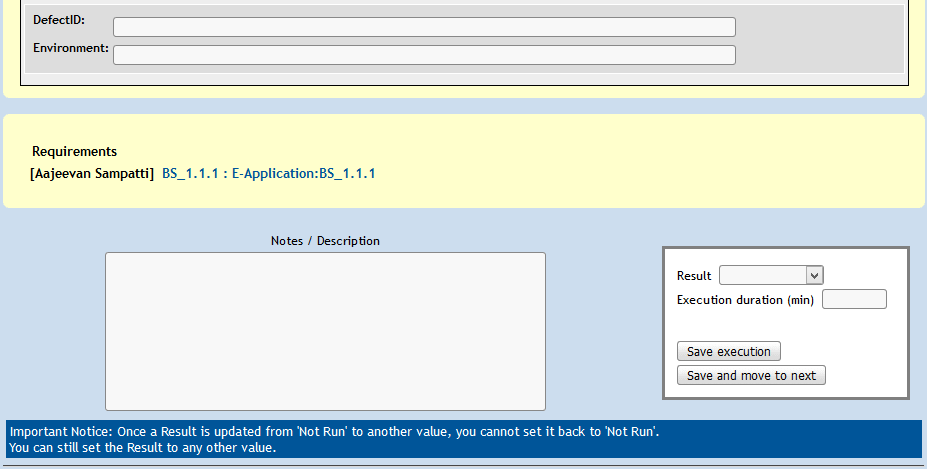 DefectID:
Environment:
Requirements
[Aajeevan Sampatti] BS_1.1.1 : E-Application:BS_1.1.1
Notes / Description
Result
Execution duration (min)
Save execution
Save and move to next
Important Notice: Once a Result is updated from 'Not Run' to another value, you cannot set it back to 'Not Run'.
You can still set the Result to any other value.